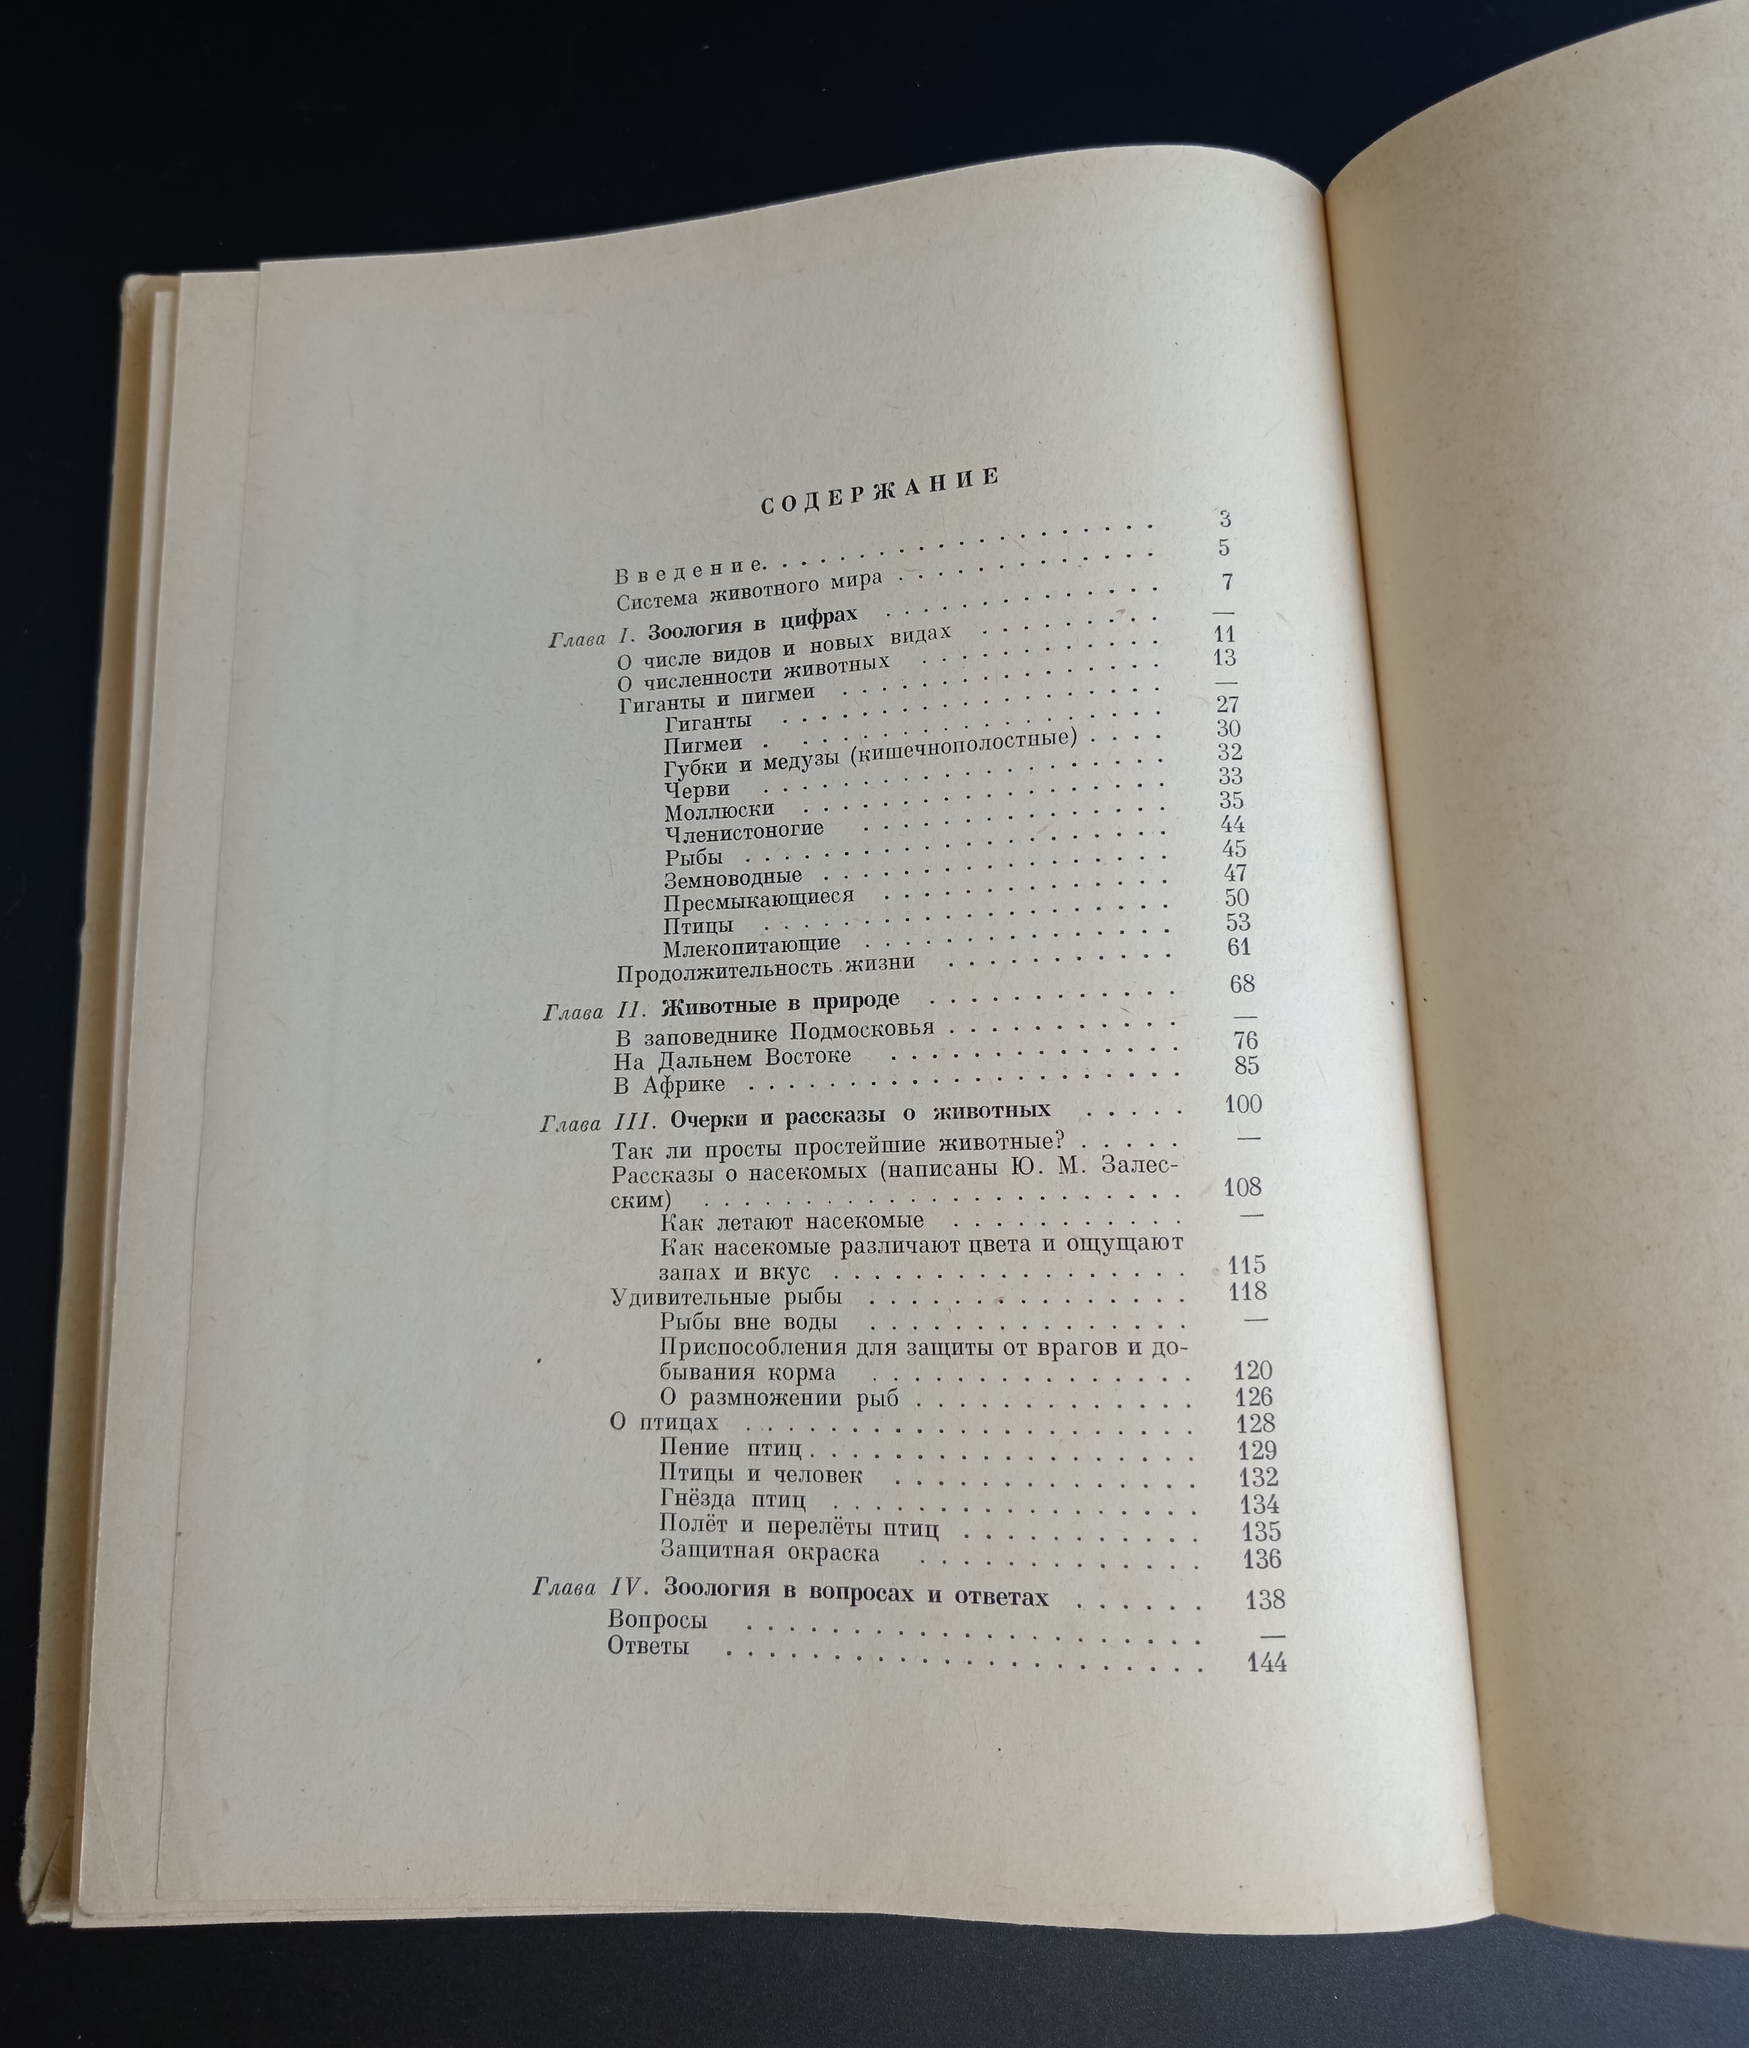 СОДЕРЖАНИЕ
Введение. . . . . . . . . . . . . . . . . . 3
Система животного мира . . . . . . . . . . . 5
Глава I. Зоология в цифрах . . . . . . . . . . . . 7
О числе видов и новых видах . . . . . . . . —
О численности животных . . . . . . . . . . 11
Гиганты и пигмеи . . . . . . . . . . . . . 13
Гиганты . . . . . . . . . . . . . . . —
Пигмеи . . . . . . . . . . . . . . . . 27
Губки и медузы (кишечнополостные) . . . . 30
Черви . . . . . . . . . . . . . . . . 32
Моллюски . . . . . . . . . . . . . . 33
Членистоногие . . . . . . . . . . . . 35
Рыбы . . . . . . . . . . . . . . . . 44
Земноводные . . . . . . . . . . . . . 45
Пресмыкающиеся . . . . . . . . . . . 47
Птицы . . . . . . . . . . . . . . . . 50
Млекопитающие . . . . . . . . . . . . 53
Продолжительность жизни . . . . . . . . . . 61
Глава II. Животные в природе . . . . . . . . . . . 68
В заповеднике Подмосковья . . . . . . . . . —
На Дальнем Востоке . . . . . . . . . . . . 76
В Африке . . . . . . . . . . . . . . . . . 85
Глава III. Очерки и рассказы о животных . . . . . 100
Так ли просты простейшие животные? . . . . . —
Рассказы о насекомых (написаны Ю. М. Залес-
ским) . . . . . . . . . . . . . . . . . . 108
Как летают насекомые . . . . . . . . . . —
Как насекомые различают цвета и ощущают
запах и вкус . . . . . . . . . . . . . . 115
Удивительные рыбы . . . . . . . . . . . . . 118
Рыбы вне воды . . . . . . . . . . . . . —
Приспособления для защиты от врагов и до-
бывания корма . . . . . . . . . . . . . 120
О размножении рыб . . . . . . . . . . . 126
О птицах . . . . . . . . . . . . . . . . . 128
Пение птиц . . . . . . . . . . . . . . . 129
Птицы и человек . . . . . . . . . . . . 132
Гнёзда птиц . . . . . . . . . . . . . . 134
Полёт и перелёты птиц . . . . . . . . . 135
Защитная окраска . . . . . . . . . . . . 136
Глава IV. Зоология в вопросах и ответах . . . . . . 138
Вопросы . . . . . . . . . . . . . . . . . —
Ответы . . . . . . . . . . . . . . . . . . 144